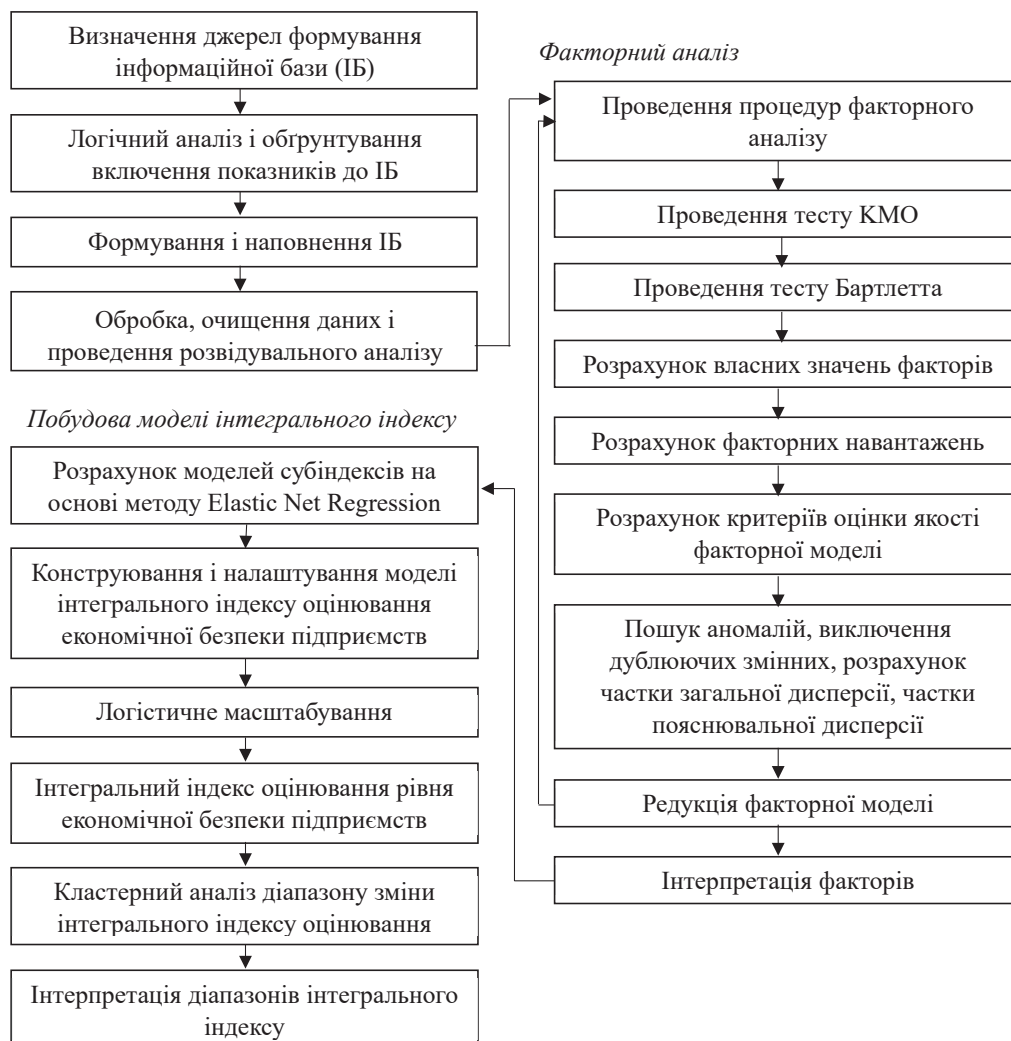 Визначення джерел формування
інформаційної бази (ІБ)
Логічний аналіз і обґрунтування
включення показників до ІБ
Формування і наповнення ІБ
Обробка, очищення даних і
проведення розвідувального аналізу
Факторний аналіз
Проведення процедур факторного
аналізу
Проведення тесту КМО
Проведення тесту Бартлетта
Розрахунок власних значень факторів
Розрахунок факторних навантажень
Розрахунок критеріїв оцінки якості
факторної моделі
Пошук аномалій, виключення
дублюючих змінних, розрахунок
частки загальної дисперсії, частки
пояснювальної дисперсії
Редукція факторної моделі
Інтерпретація факторів
Побудова моделі інтегрального індексу
Розрахунок моделей субіндексів на
основі методу Elastic Net Regression
Конструювання і налаштування моделі
інтегрального індексу оцінювання
економічної безпеки підприємств
Логістичне масштабування
Інтегральний індекс оцінювання рівня
економічної безпеки підприємств
Кластерний аналіз діапазону зміни
інтегрального індексу оцінювання
Інтерпретація діапазонів інтегрального
індексу